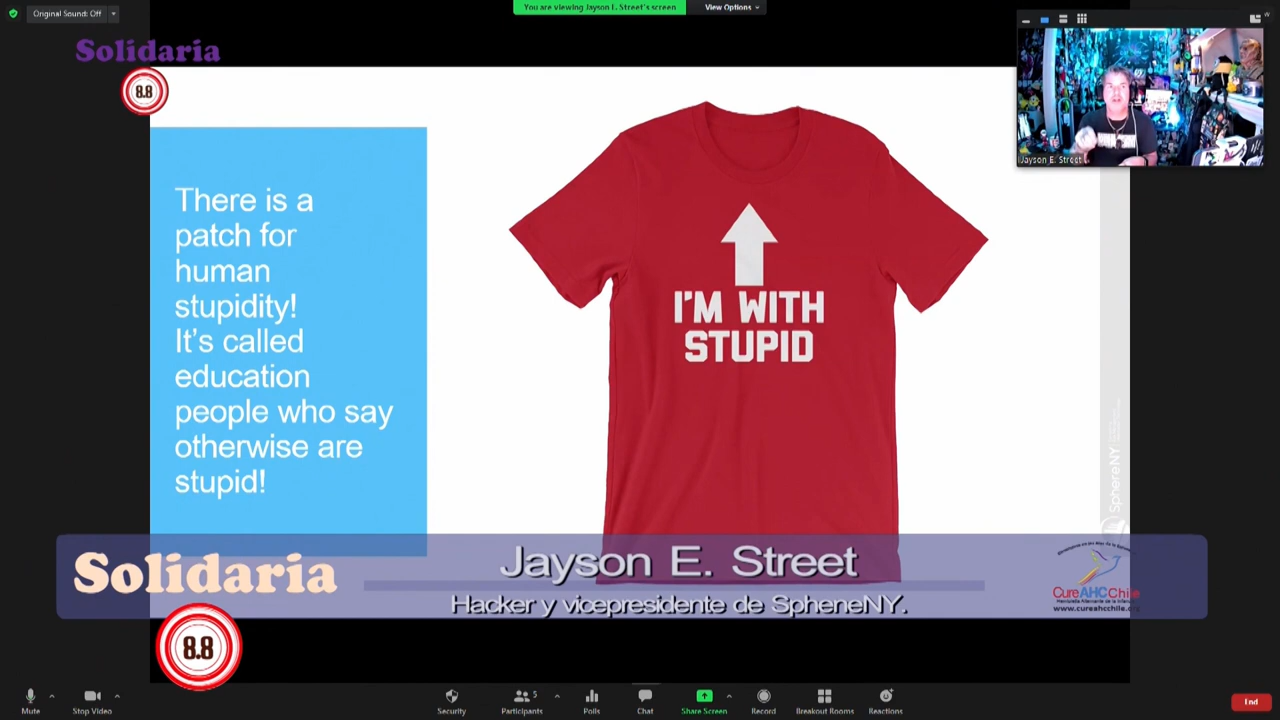 Original Sound: Off
You are viewing Jayson E. Street's screen
View Options
Solidaria
8.8
Jayson E. Street
There is a
patch for
human
stupidity!
It's called
education
people who say
otherwise are
stupid!
I'M WITH
STUPID
SphereNY
Solidaria
Jayson E. Street
Hacker y vicepresidente de SpheneNY.
CureAHCChile
www.cureahcchile.org
8.8
Mute
Stop Video
Security
Participants
5
Polls
Chat
Share Screen
Record
Breakout Rooms
Reactions
End